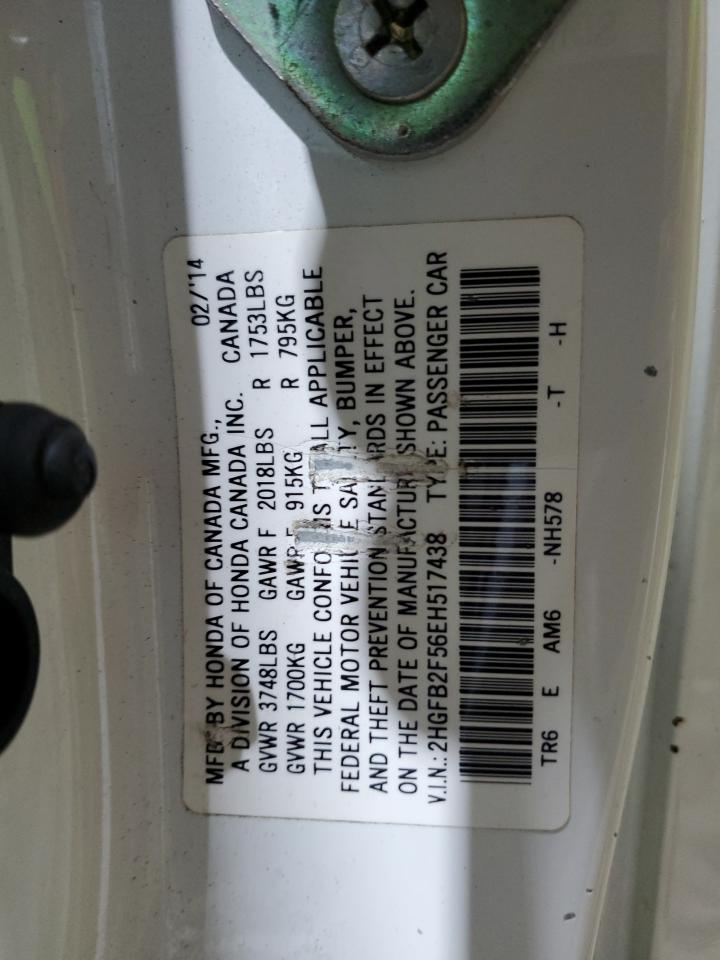 MFD BY HONDA OF CANADA MFG., 02/'14
A DIVISION OF HONDA CANADA INC. CANADA
GVWR 3748LBS GAWR F 2018LBS R 1753LBS
GVWR 1700KG GAWR F 915KG R 795KG
THIS VEHICLE CONFORMS TO ALL APPLICABLE
FEDERAL MOTOR VEHICLE SAFETY, BUMPER,
AND THEFT PREVENTION STANDARDS IN EFFECT
ON THE DATE OF MANUFACTURE SHOWN ABOVE.
V.I.N.: 2HGFB2F56EH517438 TYPE: PASSENGER CAR
TR6 E AM6 -NH578 -T -H